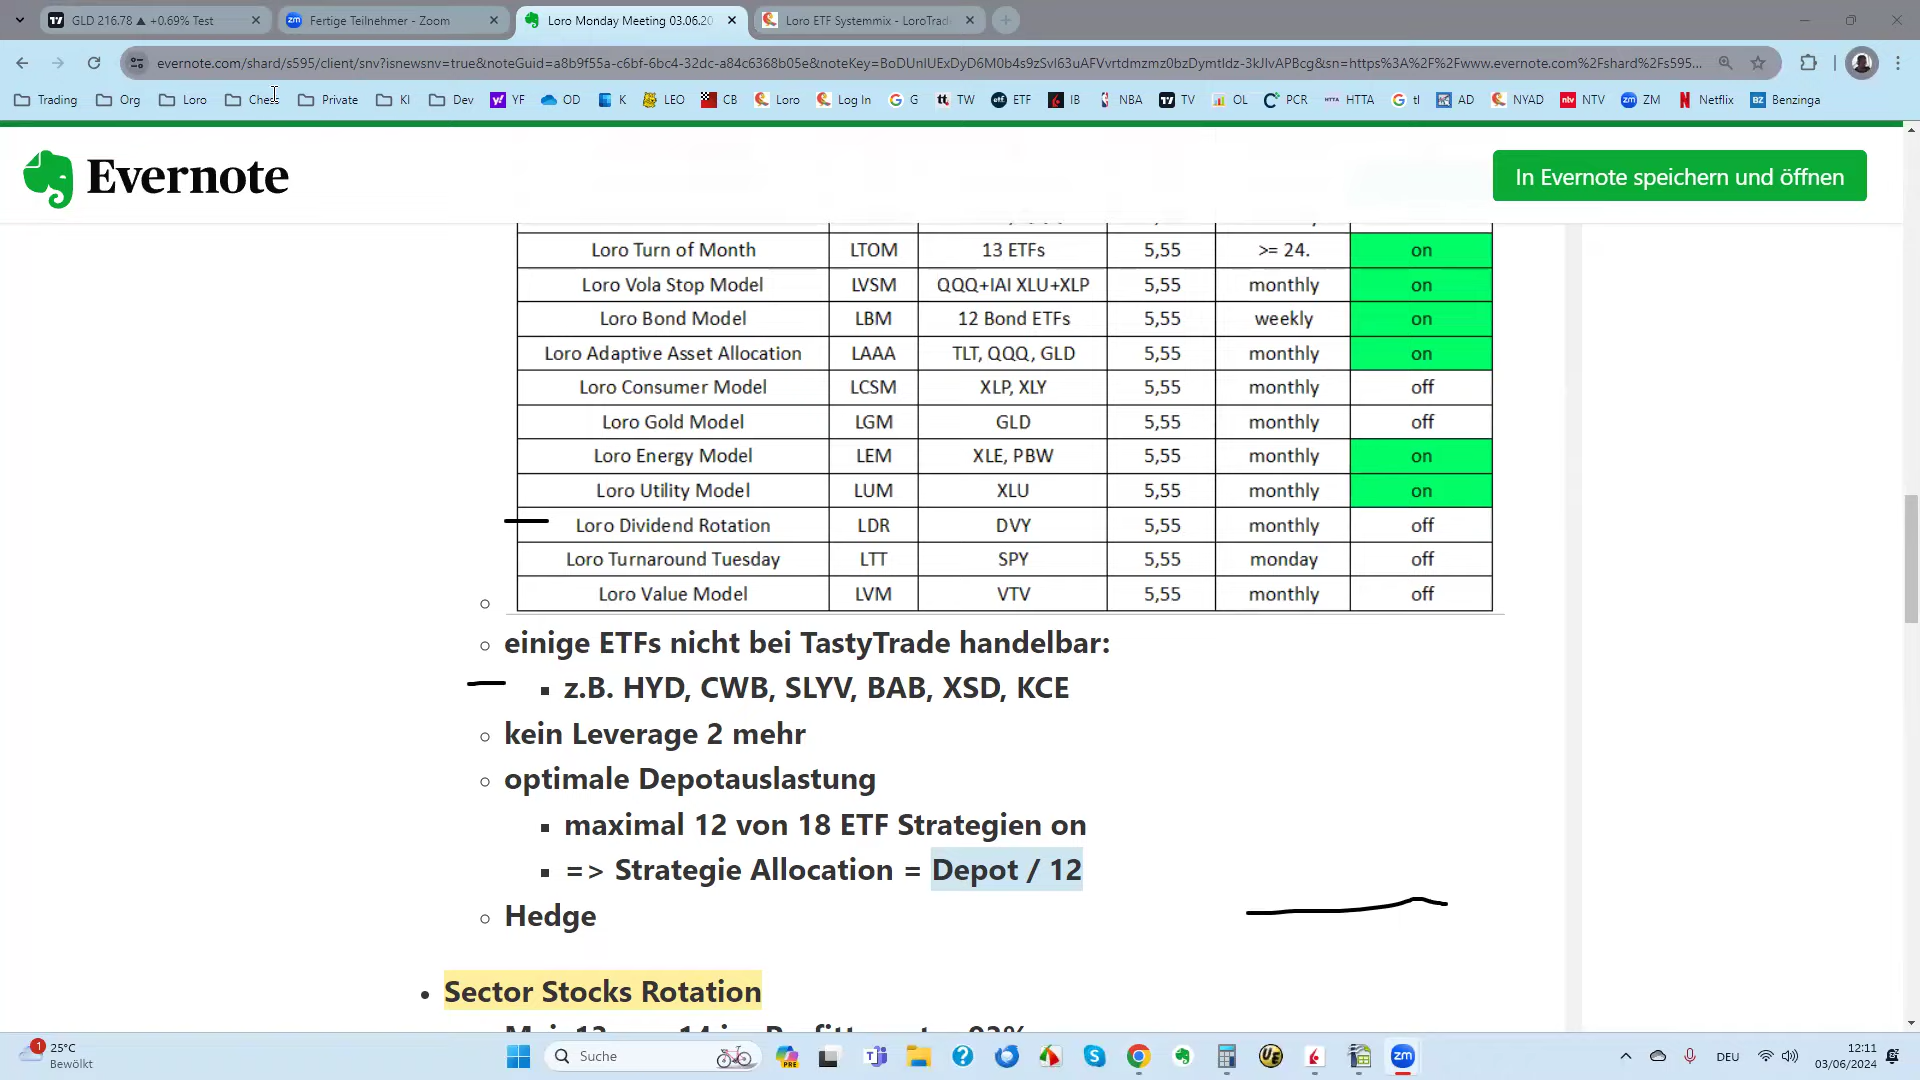 GLD 216.78 ▲ +0.69% Test
Fertige Teilnehmer - Zoom
Loro Monday Meeting 03.06.20
Loro ETF Systemmix - LoroTrad
evernote.com/shard/s595/client/snv?isnewsnv=true&noteGuid=a8b9f55a-c6bf-6bc4-32dc-a84c6368b05e&noteKey=BoDUnIUExDyD6M0b4s9zSvl63uAFVvrtdmzmz0bzDymtIdz-3kJlvAPBcg&sn=https%3A%2F%2Fwww.evernote.com%2Fshard%2Fs595...
Trading Org Loro Chess Private KI Dev YF OD K LEO CB Loro Log In G TW ETF IB NBA TV OL PCR HTTA tl AD NYAD NTV ZM Netflix Benzinga
Evernote
In Evernote speichern und öffnen
Loro Turn of Month LTOM 13 ETFs 5,55 >= 24. on
Loro Vola Stop Model LVSM QQQ+IAI XLU+XLP 5,55 monthly on
Loro Bond Model LBM 12 Bond ETFs 5,55 weekly on
Loro Adaptive Asset Allocation LAAA TLT, QQQ, GLD 5,55 monthly on
Loro Consumer Model LCSM XLP, XLY 5,55 monthly off
Loro Gold Model LGM GLD 5,55 monthly off
Loro Energy Model LEM XLE, PBW 5,55 monthly on
Loro Utility Model LUM XLU 5,55 monthly on
Loro Dividend Rotation LDR DVY 5,55 monthly off
Loro Turnaround Tuesday LTT SPY 5,55 monday off
Loro Value Model LVM VTV 5,55 monthly off
einige ETFs nicht bei TastyTrade handelbar:
z.B. HYD, CWB, SLYV, BAB, XSD, KCE
kein Leverage 2 mehr
optimale Depotauslastung
maximal 12 von 18 ETF Strategien on
=> Strategie Allocation = Depot / 12
Hedge
Sector Stocks Rotation
25°C
Bewölkt
Suche
DEU
12:11
03/06/2024